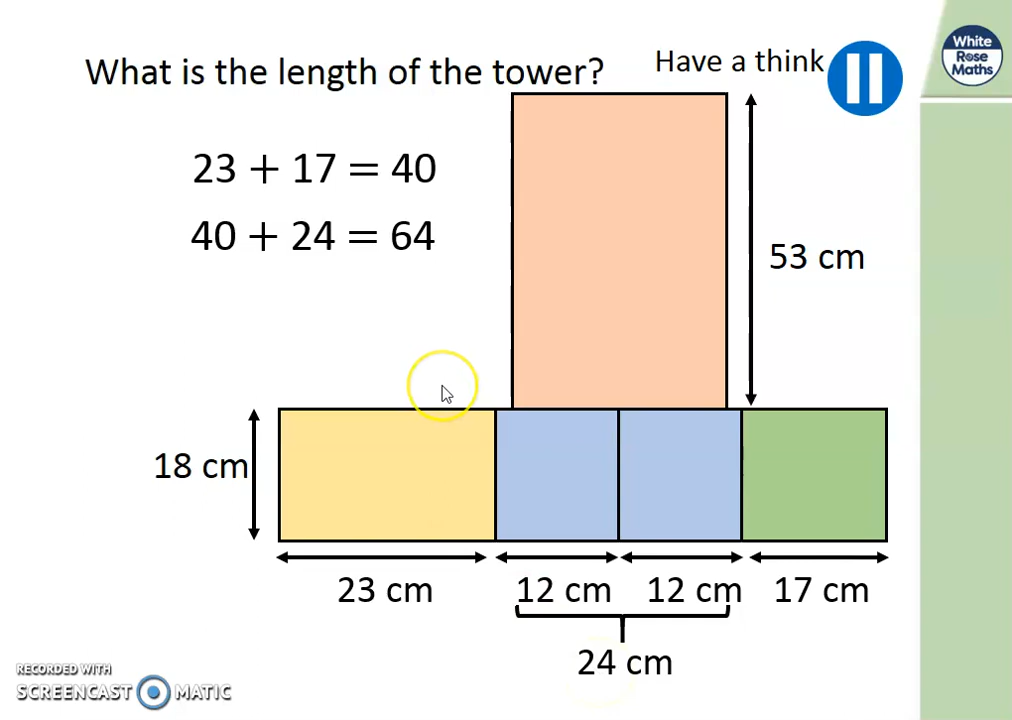 What is the length of the tower?
Have a think
White
Rose
Maths
23 + 17 = 40
40 + 24 = 64
53 cm
18 cm
23 cm
12 cm
12 cm
17 cm
24 cm
RECORDED WITH
SCREENCAST MATIC